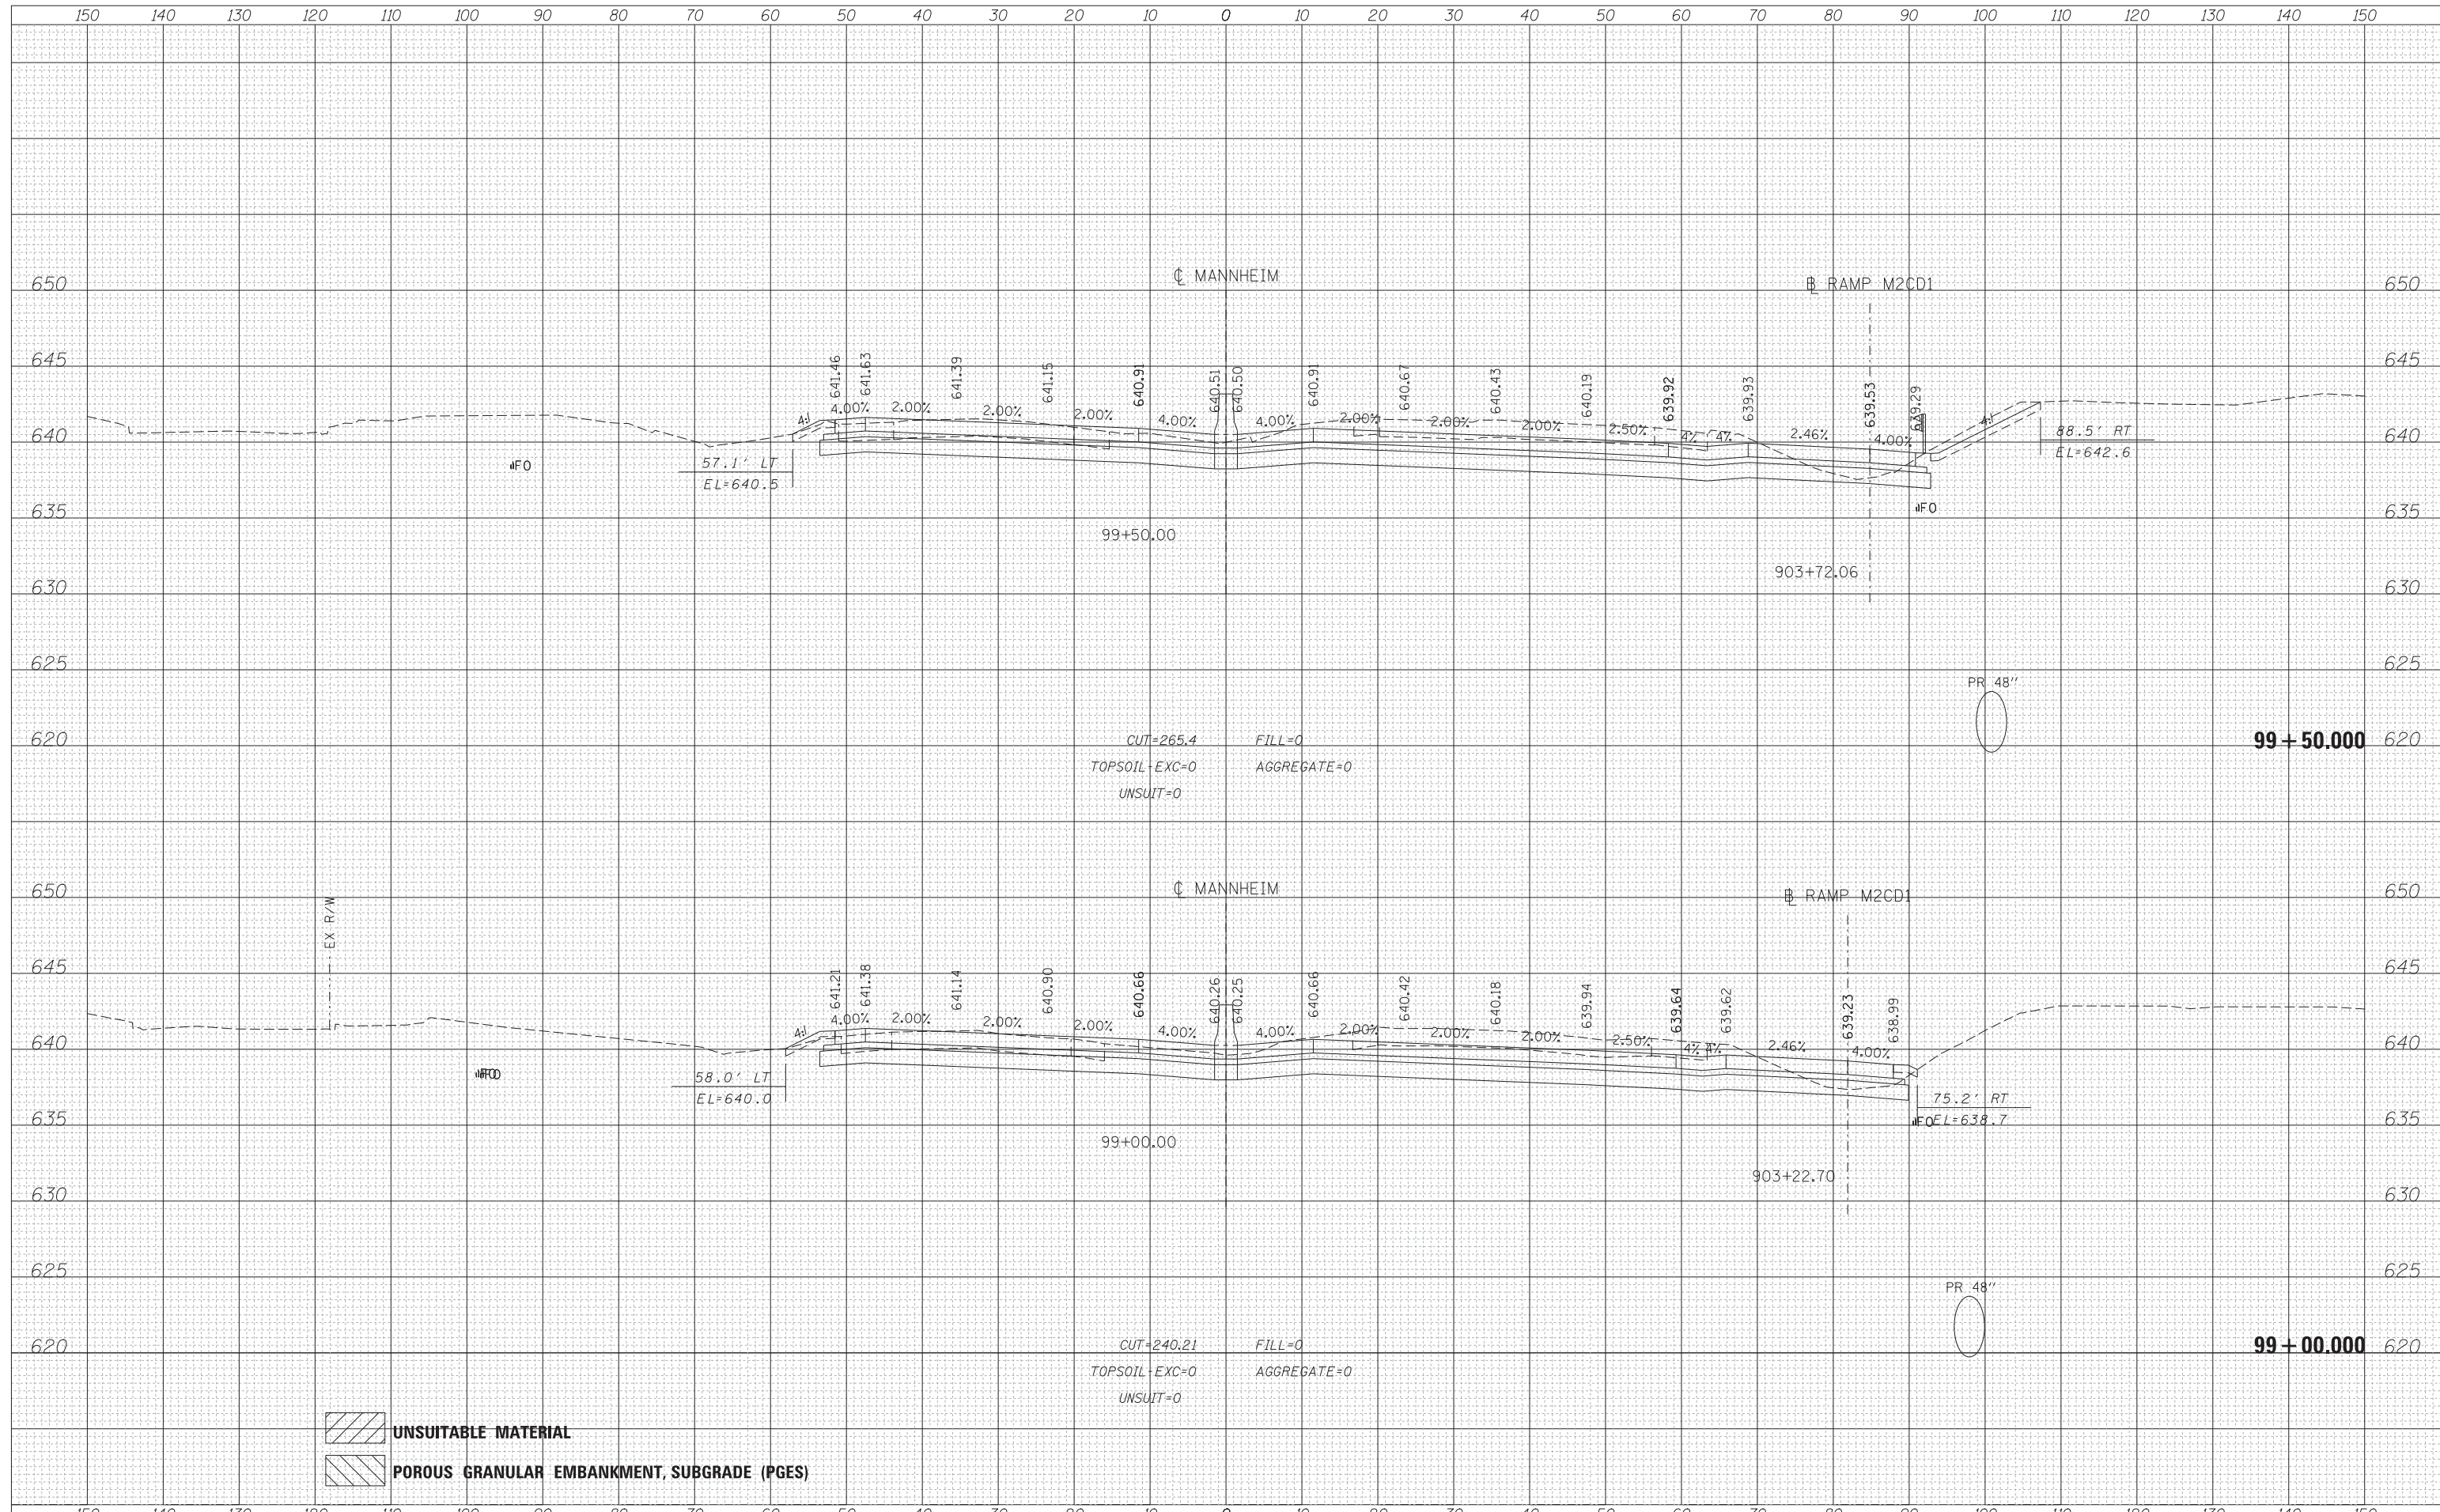 150 140 130 120 110 100 90 80 70 60 50 40 30 20 10 0 10 20 30 40 50 60 70 80 90 100 110 120 130 140 150
℄ MANNHEIM
650 650
B RAMP M2CD1
645 645
641.46 641.63 641.39 641.15 640.91 640.51 640.50 640.91 640.67 640.43 640.19 639.92 639.93 639.53 639.29
4:1 4.00% 2.00% 2.00% 2.00% 4.00% 4.00% 2.00% 2.00% 2.00% 2.50% 4% 4% 2.46% 4.00% 4:1
640 640
57.1' LT
EL=640.5
FO
88.5' RT
EL=642.6
FO
635 635
99+50.00
903+72.06
630 630
625 625
PR 48"
620 99+50.000 620
CUT=265.4 FILL=0
TOPSOIL-EXC=0 AGGREGATE=0
UNSUIT=0
℄ MANNHEIM
650 650
B RAMP M2CD1
EX R/W
645 645
641.21 641.38 641.14 640.90 640.66 640.26 640.25 640.66 640.42 640.18 639.94 639.64 639.62 639.23 638.99
4:1 4.00% 2.00% 2.00% 2.00% 4.00% 4.00% 2.00% 2.00% 2.00% 2.50% 4% 4% 2.46% 4.00%
640 640
58.0' LT
EL=640.0
75.2' RT
FO EL=638.7
635 635
99+00.00
903+22.70
630 630
625 625
PR 48"
620 99+00.000 620
CUT=240.21 FILL=0
TOPSOIL-EXC=0 AGGREGATE=0
UNSUIT=0
UNSUITABLE MATERIAL
POROUS GRANULAR EMBANKMENT, SUBGRADE (PGES)